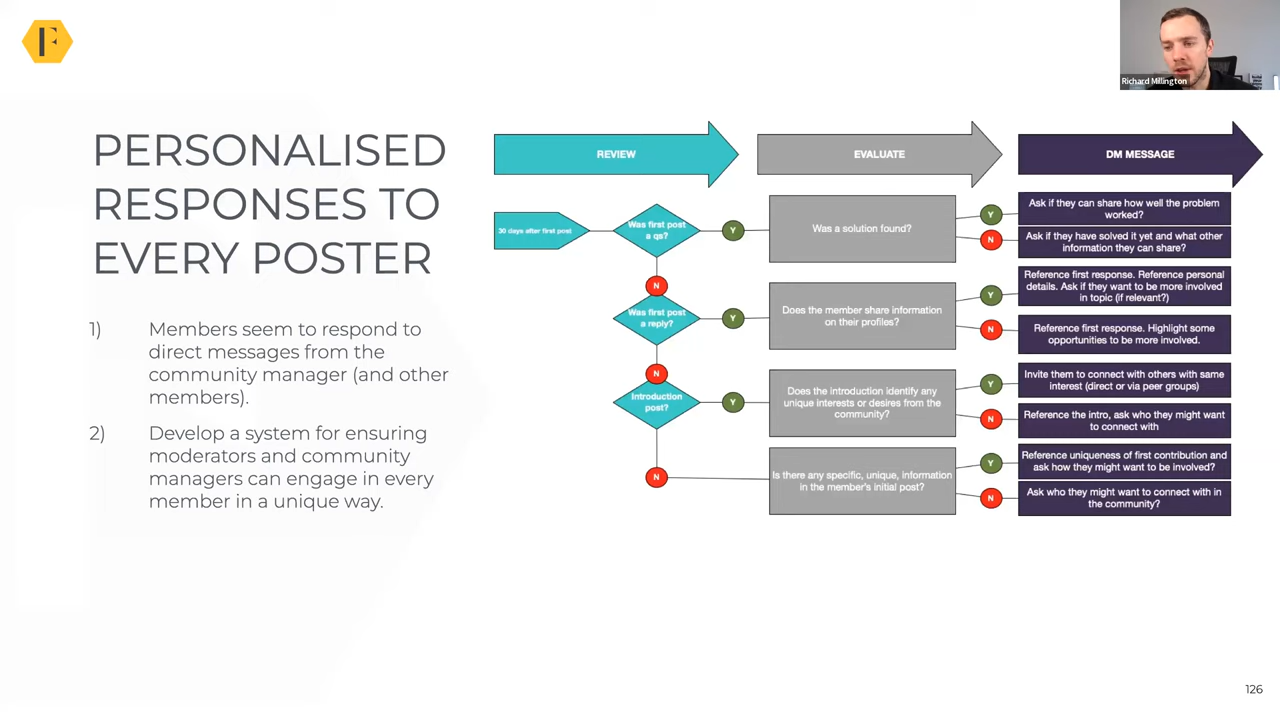 F
Richard Millington
PERSONALISED
RESPONSES TO
EVERY POSTER
1) Members seem to respond to
direct messages from the
community manager (and other
members).
2) Develop a system for ensuring
moderators and community
managers can engage in every
member in a unique way.
REVIEW
EVALUATE
DM MESSAGE
30 days after first post
Was first post
a qs?
Y
Was a solution found?
Y
Ask if they can share how well the problem
worked?
N
Ask if they have solved it yet and what other
information they can share?
N
Was first post
a reply?
Y
Does the member share information
on their profiles?
Y
Reference first response. Reference personal
details. Ask if they want to be more involved
in topic (if relevant?)
N
Reference first response. Highlight some
opportunities to be more involved.
N
Introduction
post?
Y
Does the introduction identify any
unique interests or desires from the
community?
Y
Invite them to connect with others with same
interest (direct or via peer groups)
N
Reference the intro, ask who they might want
to connect with
N
Is there any specific, unique, information
in the member's initial post?
Y
Reference uniqueness of first contribution and
ask how they might want to be involved?
N
Ask who they might want to connect with in
the community?
126